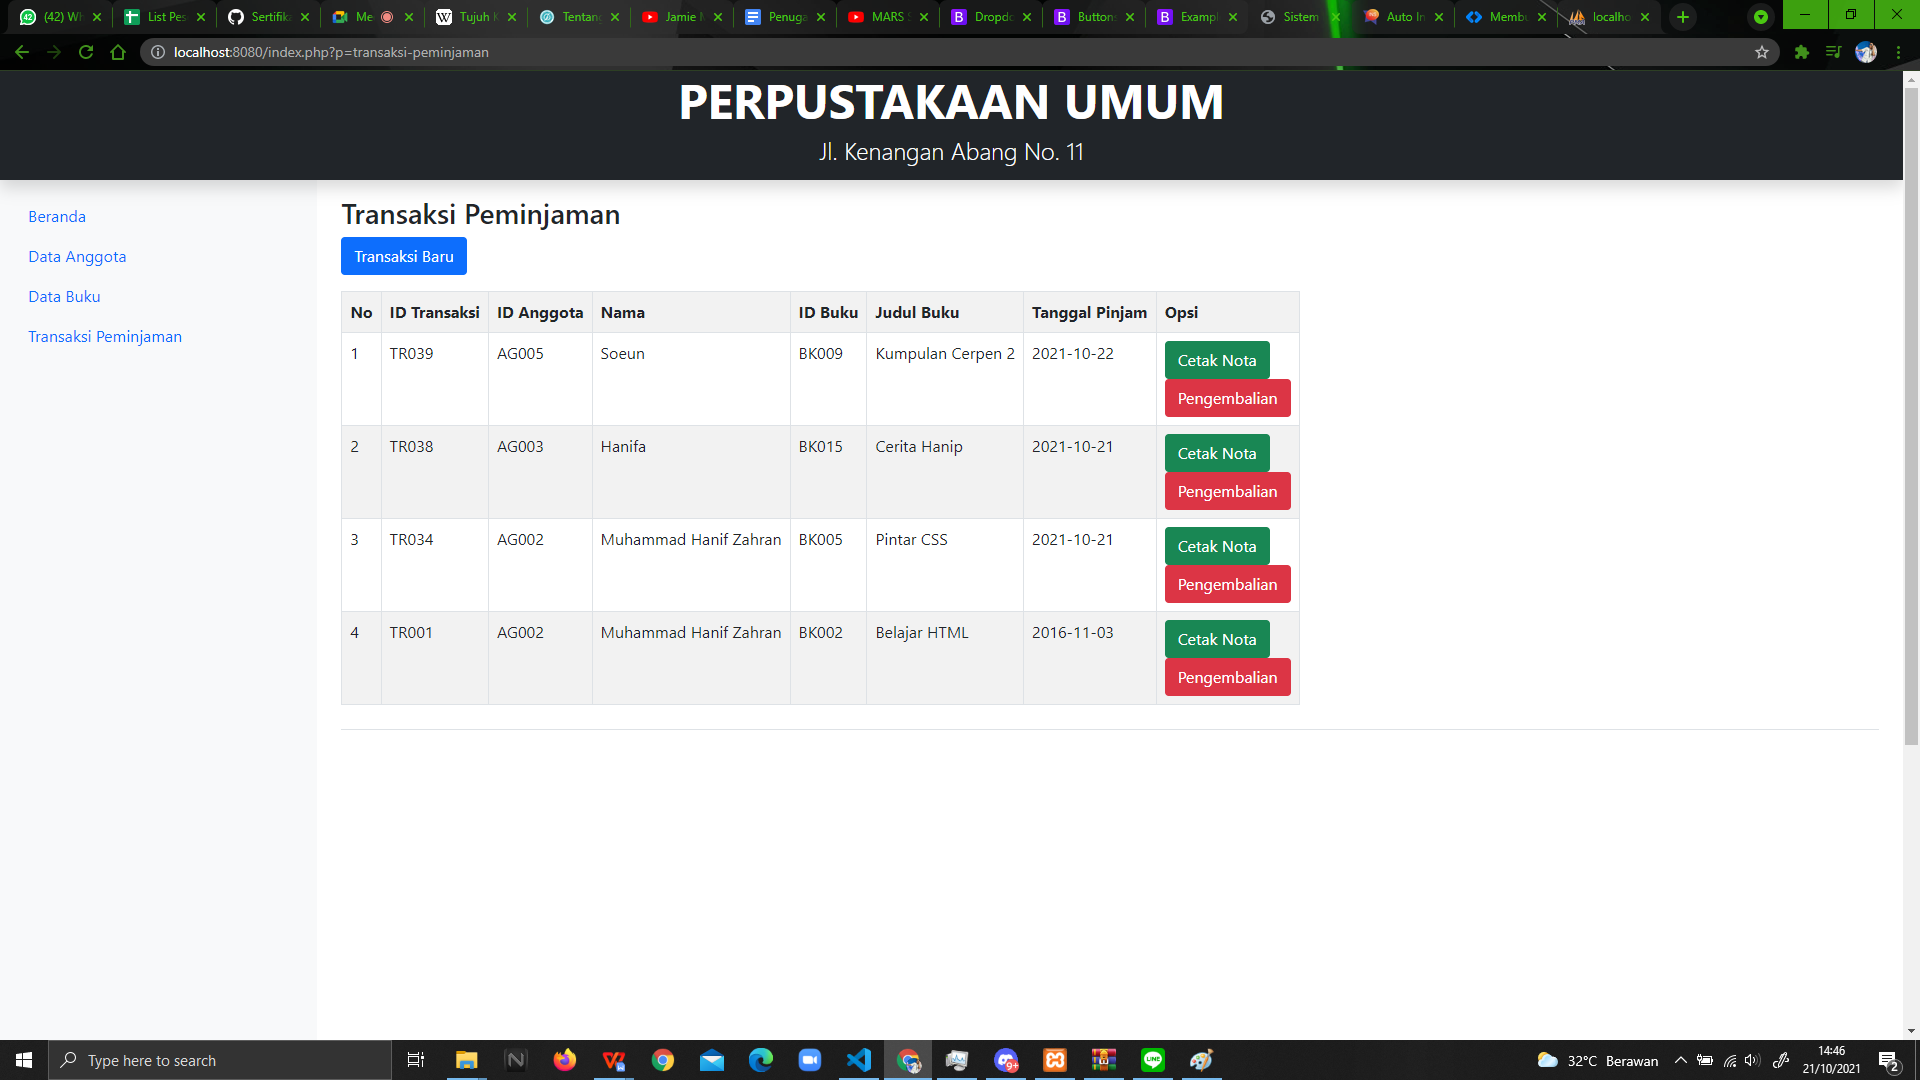 (42) Wh
List Pes
Sertifik
Me
Tujuh K
Tentan
Jamie
Penuga
MARS
Dropdo
Button
Exampl
Sistem
Auto In
Membu
localho
localhost:8080/index.php?p=transaksi-peminjaman
PERPUSTAKAAN UMUM
Jl. Kenangan Abang No. 11
Beranda
Data Anggota
Data Buku
Transaksi Peminjaman
Transaksi Peminjaman
Transaksi Baru
No ID Transaksi ID Anggota Nama ID Buku Judul Buku Tanggal Pinjam Opsi
1 TR039 AG005 Soeun BK009 Kumpulan Cerpen 2 2021-10-22 Cetak Nota
Pengembalian
2 TR038 AG003 Hanifa BK015 Cerita Hanip 2021-10-21 Cetak Nota
Pengembalian
3 TR034 AG002 Muhammad Hanif Zahran BK005 Pintar CSS 2021-10-21 Cetak Nota
Pengembalian
4 TR001 AG002 Muhammad Hanif Zahran BK002 Belajar HTML 2016-11-03 Cetak Nota
Pengembalian
Type here to search
32°C Berawan
14:46
21/10/2021
2